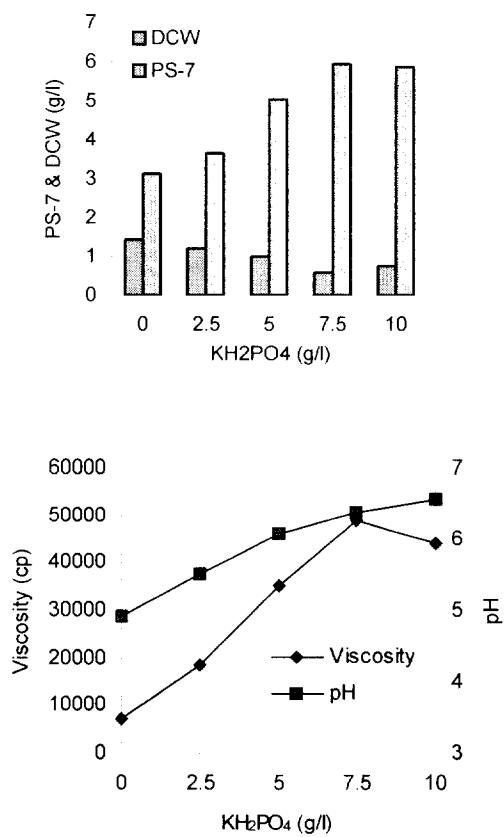 7
6
5
4
3
2
1
0
PS-7 & DCW (g/l)
DCW
PS-7
0 2.5 5 7.5 10
KH2PO4 (g/l)
60000
50000
40000
30000
20000
10000
0
Viscosity (cp)
7
6
5
4
3
pH
Viscosity
pH
0 2.5 5 7.5 10
KH₂PO₄ (g/l)